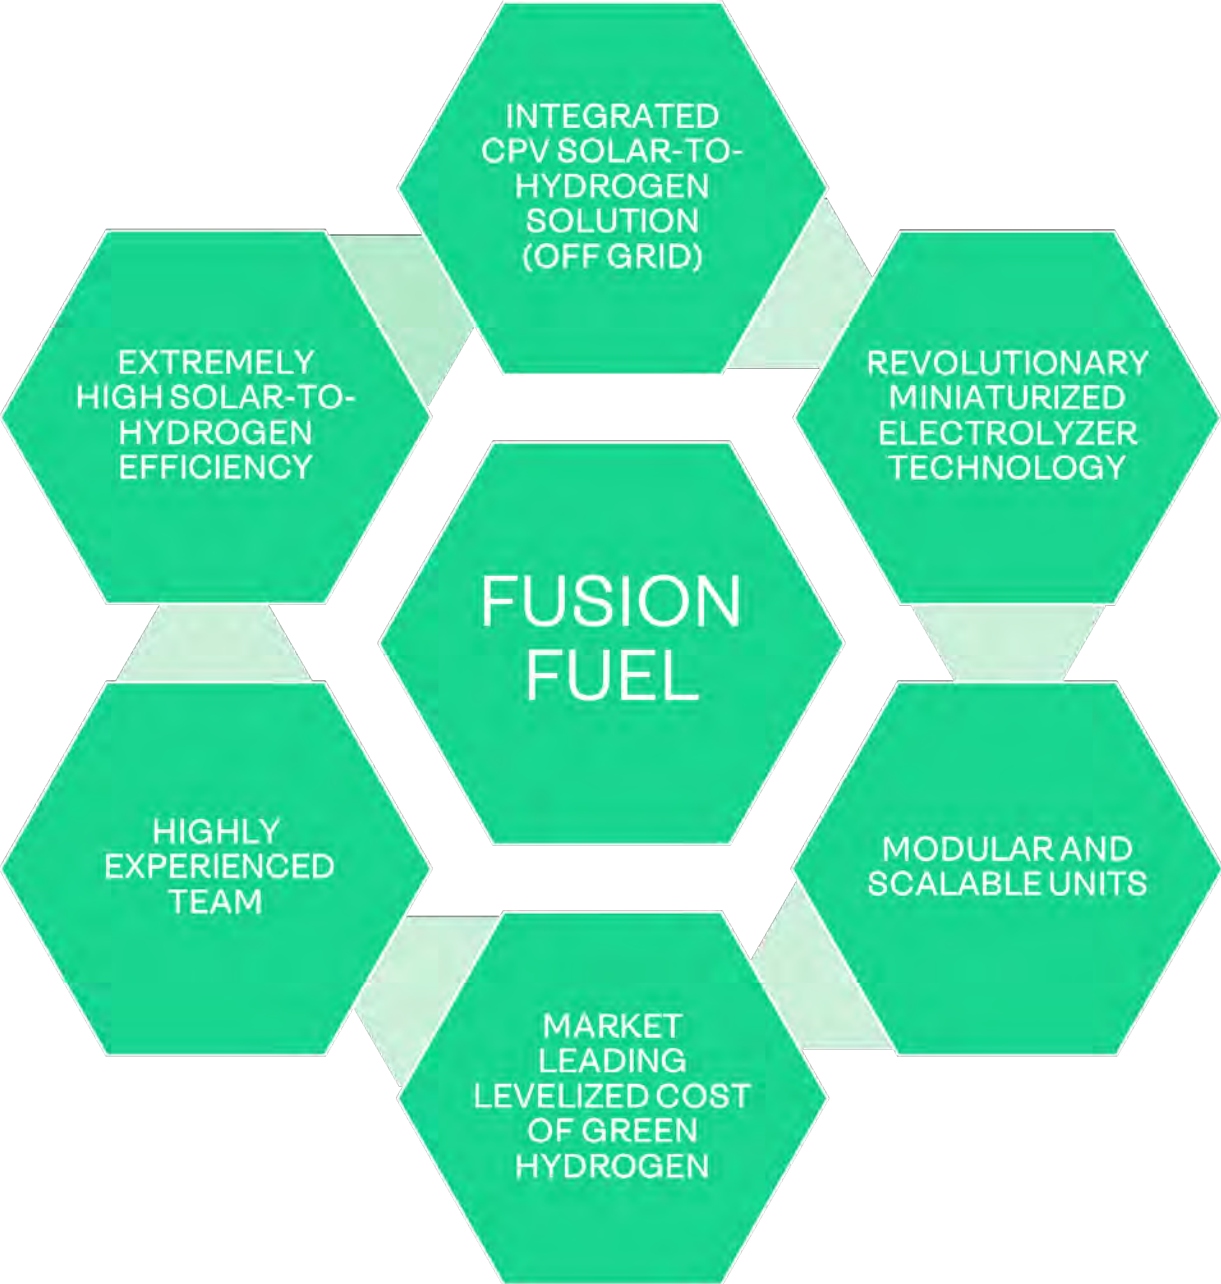 INTEGRATED
CPV SOLAR-TO-
HYDROGEN
SOLUTION
(OFF GRID)
EXTREMELY
HIGH SOLAR-TO-
HYDROGEN
EFFICIENCY
REVOLUTIONARY
MINIATURIZED
ELECTROLYZER
TECHNOLOGY
FUSION
FUEL
HIGHLY
EXPERIENCED
TEAM
MODULAR AND
SCALABLE UNITS
MARKET
LEADING
LEVELIZED COST
OF GREEN
HYDROGEN